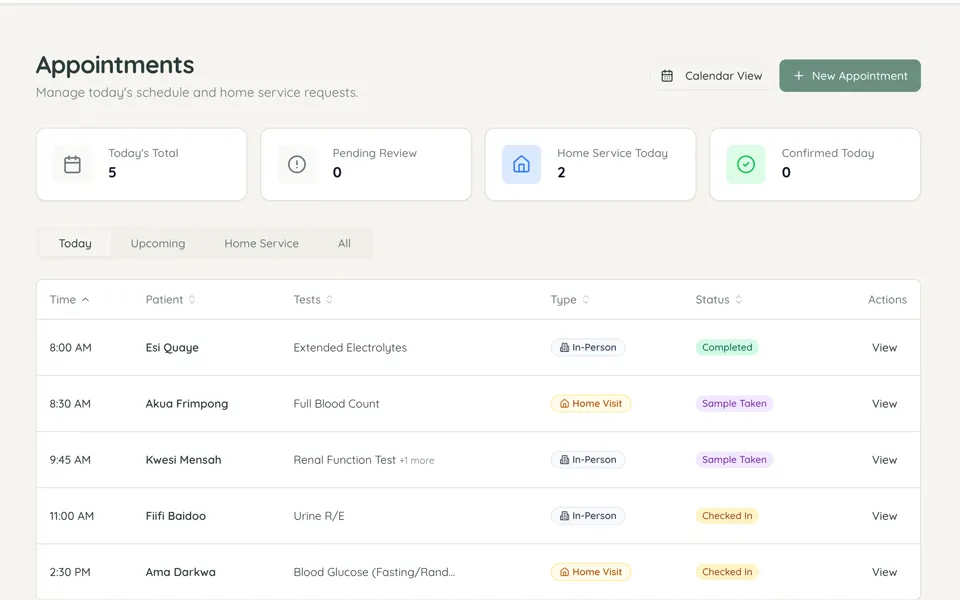 Appointments
Manage today's schedule and home service requests.
Calendar View
New Appointment
Today's Total
5
Pending Review
0
Home Service Today
2
Confirmed Today
0
Today Upcoming Home Service All
Time Patient Tests Type Status Actions
8:00 AM Esi Quaye Extended Electrolytes In-Person Completed View
8:30 AM Akua Frimpong Full Blood Count Home Visit Sample Taken View
9:45 AM Kwesi Mensah Renal Function Test +1 more In-Person Sample Taken View
11:00 AM Fiifi Baidoo Urine R/E In-Person Checked In View
2:30 PM Ama Darkwa Blood Glucose (Fasting/Rand... Home Visit Checked In View